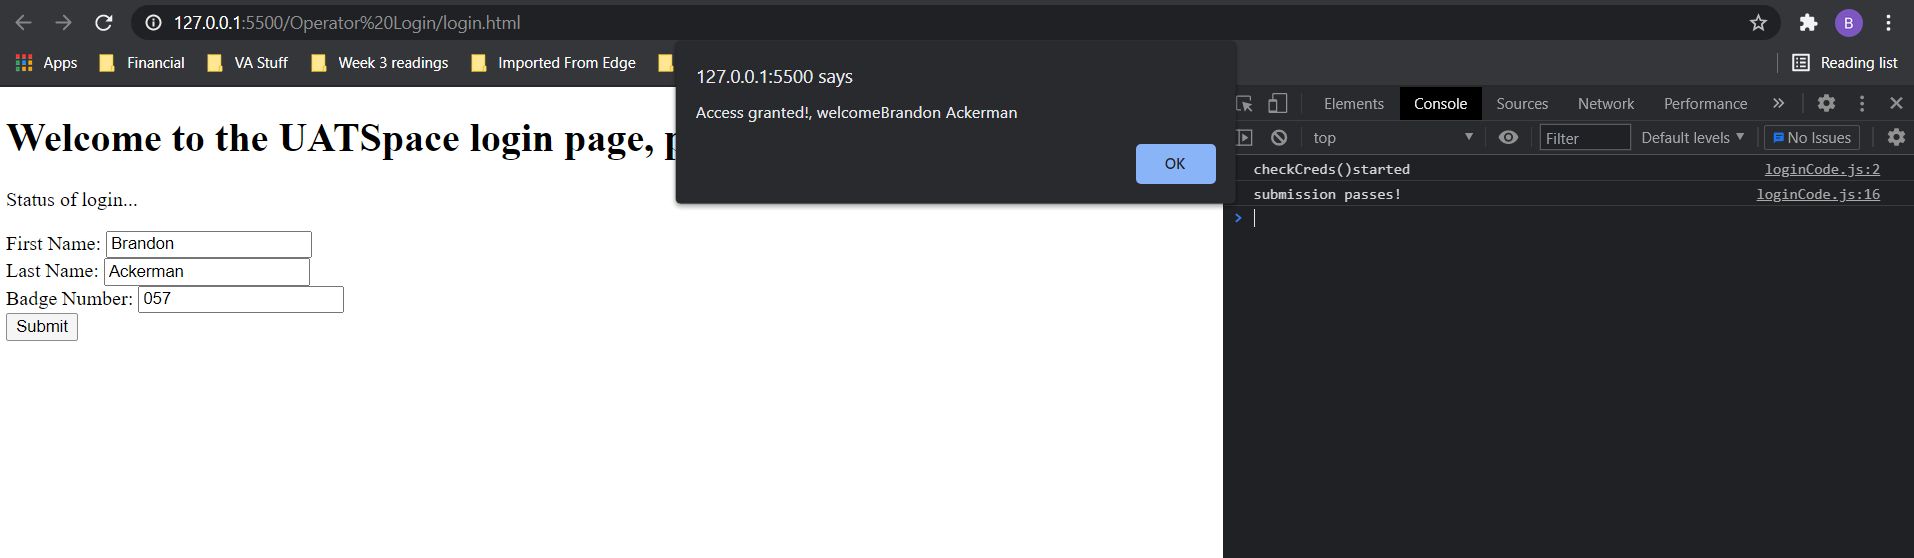 127.0.0.1:5500/Operator%20Login/login.html
B
Apps Financial VA Stuff Week 3 readings Imported From Edge Reading list
127.0.0.1:5500 says
Access granted!, welcomeBrandon Ackerman
OK
Welcome to the UATSpace login page, p
Status of login...
First Name: Brandon
Last Name: Ackerman
Badge Number: 057
Submit
Elements Console Sources Network Performance »
top Filter Default levels No Issues
checkCreds()started loginCode.js:2
submission passes! loginCode.js:16
>